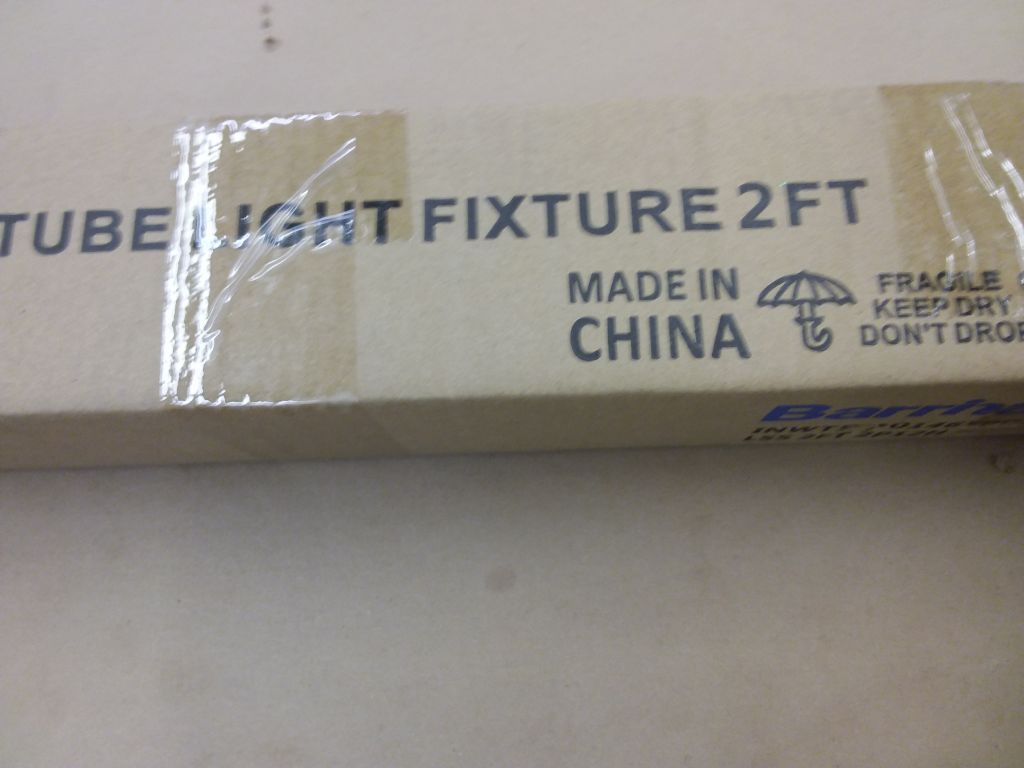 TUBE LIGHT FIXTURE 2FT
MADE IN
CHINA
FRAGILE
KEEP DRY
DON'T DROP